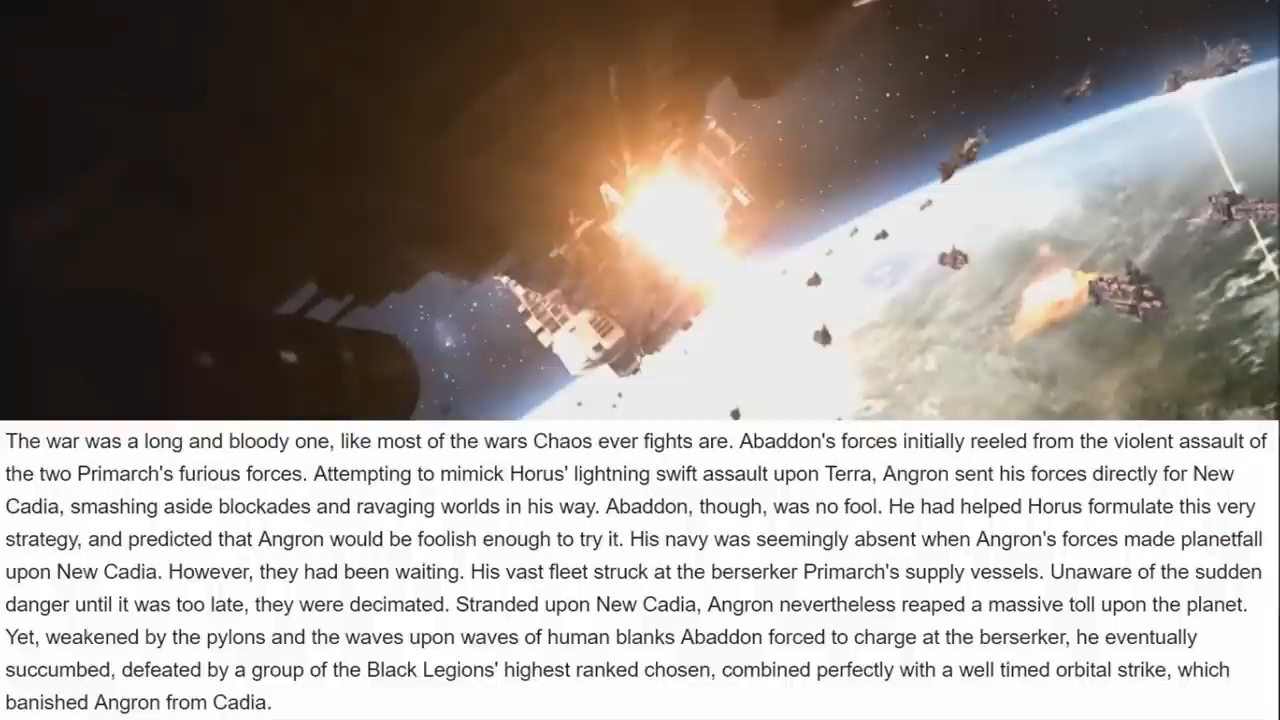 The war was a long and bloody one, like most of the wars Chaos ever fights are. Abaddon's forces initially reeled from the violent assault of
the two Primarch's furious forces. Attempting to mimick Horus' lightning swift assault upon Terra, Angron sent his forces directly for New
Cadia, smashing aside blockades and ravaging worlds in his way. Abaddon, though, was no fool. He had helped Horus formulate this very
strategy, and predicted that Angron would be foolish enough to try it. His navy was seemingly absent when Angron's forces made planetfall
upon New Cadia. However, they had been waiting. His vast fleet struck at the berserker Primarch's supply vessels. Unaware of the sudden
danger until it was too late, they were decimated. Stranded upon New Cadia, Angron nevertheless reaped a massive toll upon the planet.
Yet, weakened by the pylons and the waves upon waves of human blanks Abaddon forced to charge at the berserker, he eventually
succumbed, defeated by a group of the Black Legions' highest ranked chosen, combined perfectly with a well timed orbital strike, which
banished Angron from Cadia.